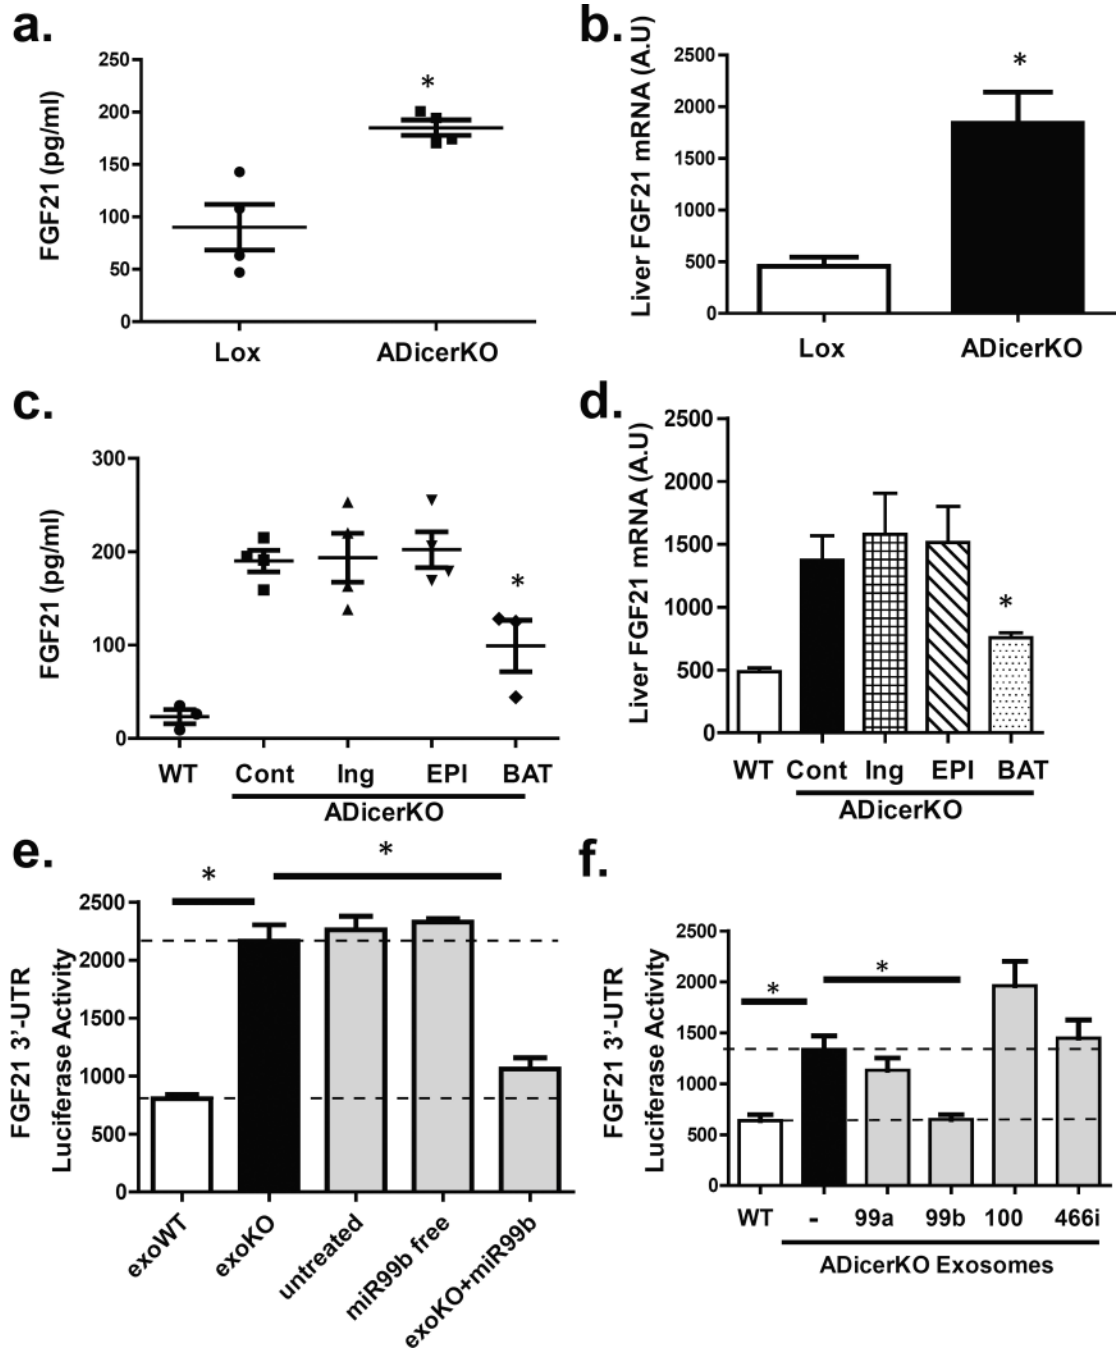 a.
FGF21 (pg/ml)
250
200
150
100
50
0
*
Lox
ADicerKO
b.
Liver FGF21 mRNA (A.U)
2500
2000
1500
1000
500
0
*
Lox
ADicerKO
c.
FGF21 (pg/ml)
300
200
100
0
*
WT
Cont
Ing
EPI
BAT
ADicerKO
d.
Liver FGF21 mRNA (A.U)
2500
2000
1500
1000
500
0
*
WT
Cont
Ing
EPI
BAT
ADicerKO
e.
FGF21 3’-UTR
Luciferase Activity
2500
2000
1500
1000
500
0
*
*
exoWT
exoKO
untreated
miR99b free
exoKO+miR99b
f.
FGF21 3’-UTR
Luciferase Activity
2500
2000
1500
1000
500
0
*
*
WT
-
99a
99b
100
466i
ADicerKO Exosomes